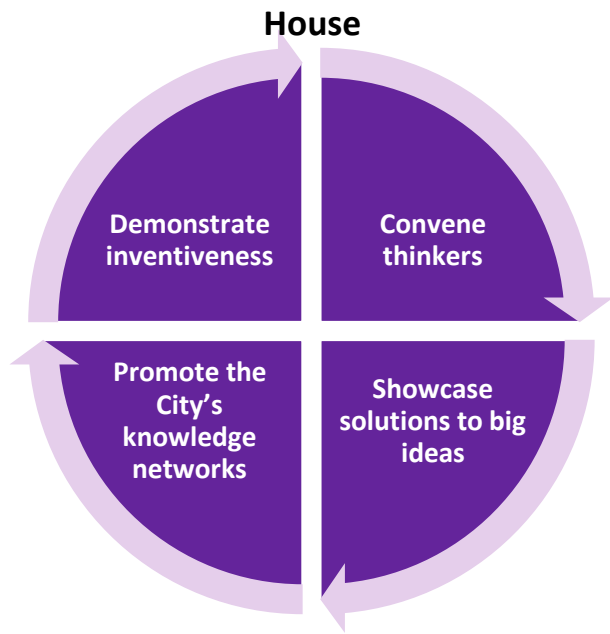 House
Demonstrate
inventiveness
Convene
thinkers
Promote the
City’s
knowledge
networks
Showcase
solutions to big
ideas